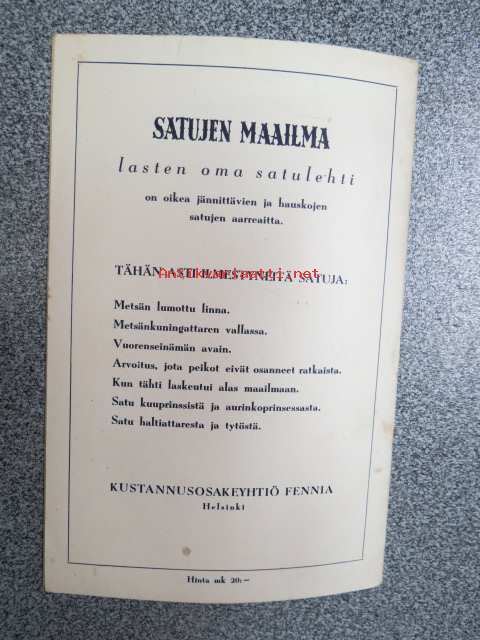 SATUJEN MAAILMA
lasten oma satulehti
on oikea jännittävien ja hauskojen
satujen aarreaitta.
TÄHÄN ASTI ILMESTYNEITÄ SATUJA:
Metsän lumottu linna.
Metsänkuningattaren vallassa.
Vuorenseinämän avain.
Arvoitus, jota peikot eivät osanneet ratkaista.
Kun tähti laskeutui alas maailmaan.
Satu kuuprinssistä ja aurinkoprinsessasta.
Satu haltiattaresta ja tytöstä.
KUSTANNUSOSAKEYHTIÖ FENNIA
Helsinki
Hinta mk 20:—